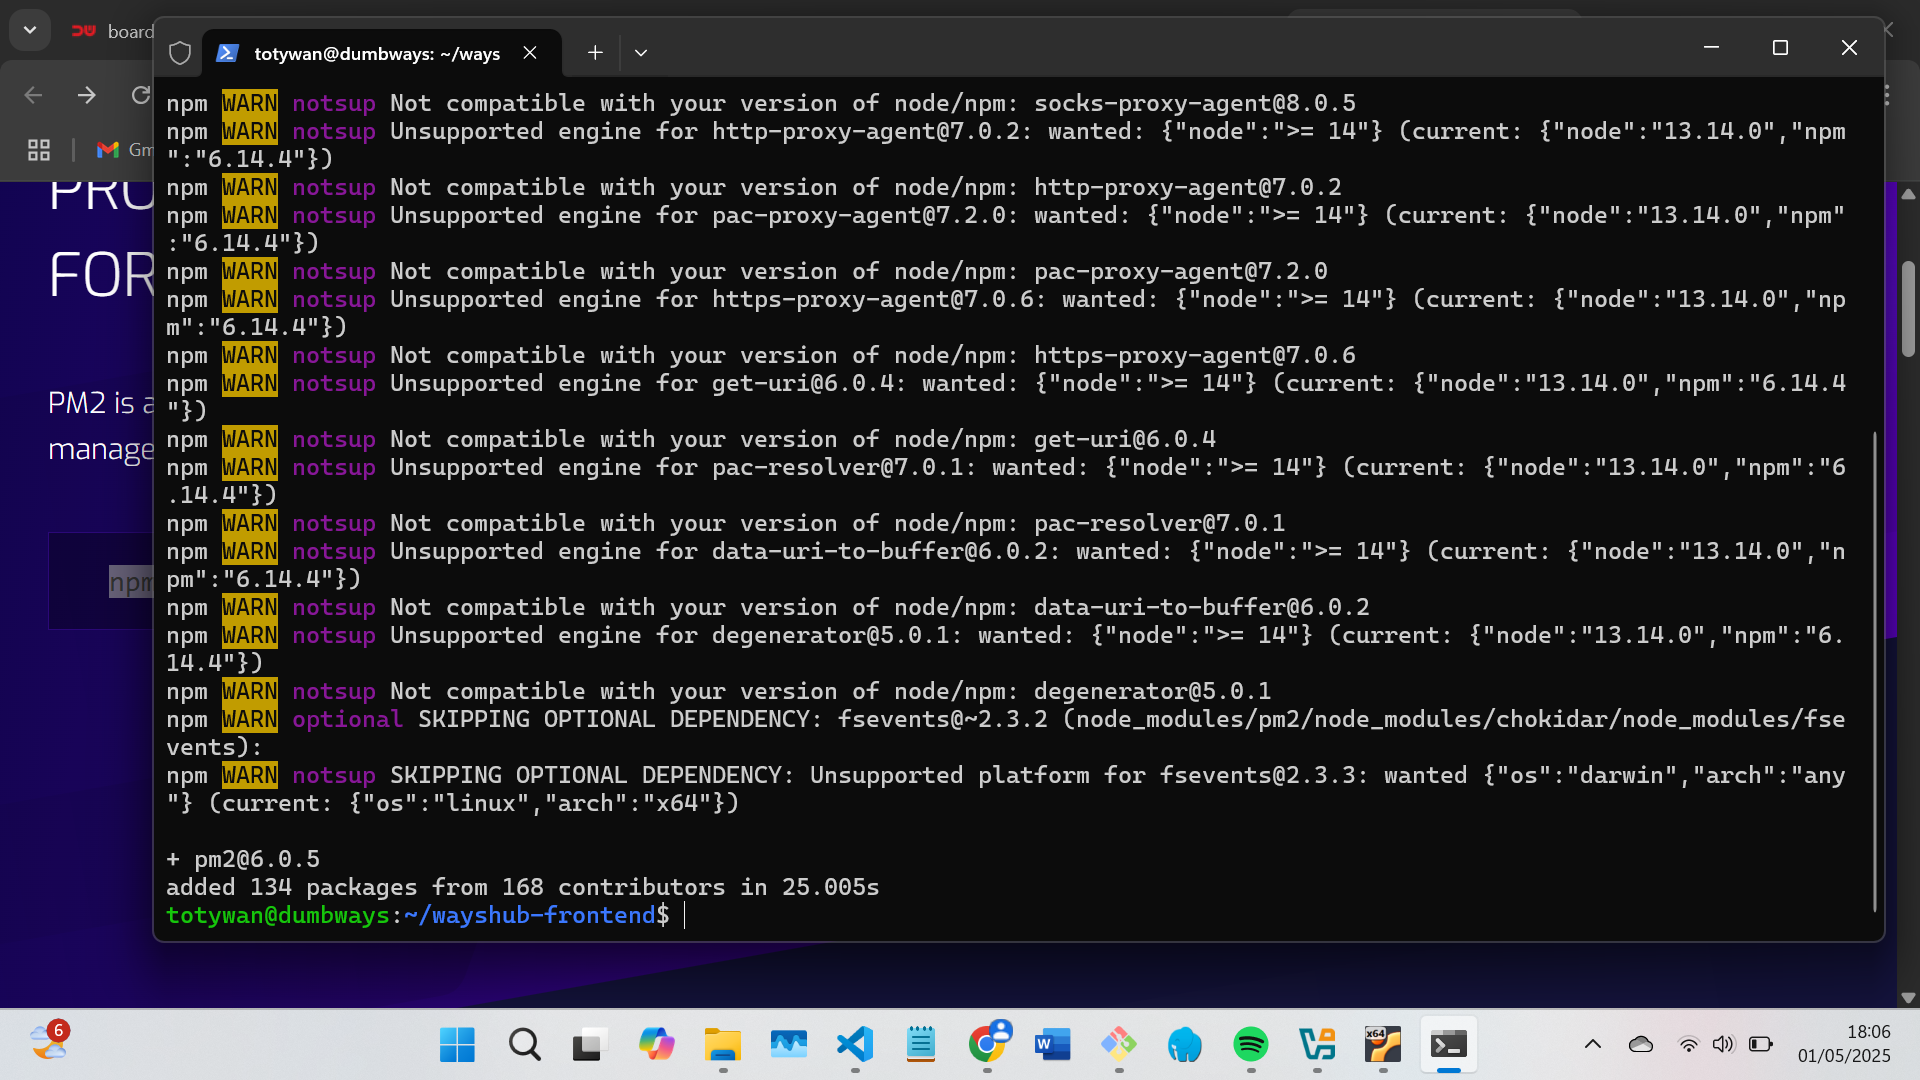 board
totywan@dumbways: ~/ways
Gm
PRO
FOR
PM2 is a
manage
npm
npm WARN notsup Not compatible with your version of node/npm: socks-proxy-agent@8.0.5
npm WARN notsup Unsupported engine for http-proxy-agent@7.0.2: wanted: {"node":">= 14"} (current: {"node":"13.14.0","npm
":"6.14.4"})
npm WARN notsup Not compatible with your version of node/npm: http-proxy-agent@7.0.2
npm WARN notsup Unsupported engine for pac-proxy-agent@7.2.0: wanted: {"node":">= 14"} (current: {"node":"13.14.0","npm"
:"6.14.4"})
npm WARN notsup Not compatible with your version of node/npm: pac-proxy-agent@7.2.0
npm WARN notsup Unsupported engine for https-proxy-agent@7.0.6: wanted: {"node":">= 14"} (current: {"node":"13.14.0","np
m":"6.14.4"})
npm WARN notsup Not compatible with your version of node/npm: https-proxy-agent@7.0.6
npm WARN notsup Unsupported engine for get-uri@6.0.4: wanted: {"node":">= 14"} (current: {"node":"13.14.0","npm":"6.14.4
"})
npm WARN notsup Not compatible with your version of node/npm: get-uri@6.0.4
npm WARN notsup Unsupported engine for pac-resolver@7.0.1: wanted: {"node":">= 14"} (current: {"node":"13.14.0","npm":"6
.14.4"})
npm WARN notsup Not compatible with your version of node/npm: pac-resolver@7.0.1
npm WARN notsup Unsupported engine for data-uri-to-buffer@6.0.2: wanted: {"node":">= 14"} (current: {"node":"13.14.0","n
pm":"6.14.4"})
npm WARN notsup Not compatible with your version of node/npm: data-uri-to-buffer@6.0.2
npm WARN notsup Unsupported engine for degenerator@5.0.1: wanted: {"node":">= 14"} (current: {"node":"13.14.0","npm":"6.
14.4"})
npm WARN notsup Not compatible with your version of node/npm: degenerator@5.0.1
npm WARN optional SKIPPING OPTIONAL DEPENDENCY: fsevents@~2.3.2 (node_modules/pm2/node_modules/chokidar/node_modules/fse
vents):
npm WARN notsup SKIPPING OPTIONAL DEPENDENCY: Unsupported platform for fsevents@2.3.3: wanted {"os":"darwin","arch":"any
"} (current: {"os":"linux","arch":"x64"})
+ pm2@6.0.5
added 134 packages from 168 contributors in 25.005s
totywan@dumbways:~/wayshub-frontend$
6
x64
18:06
01/05/2025